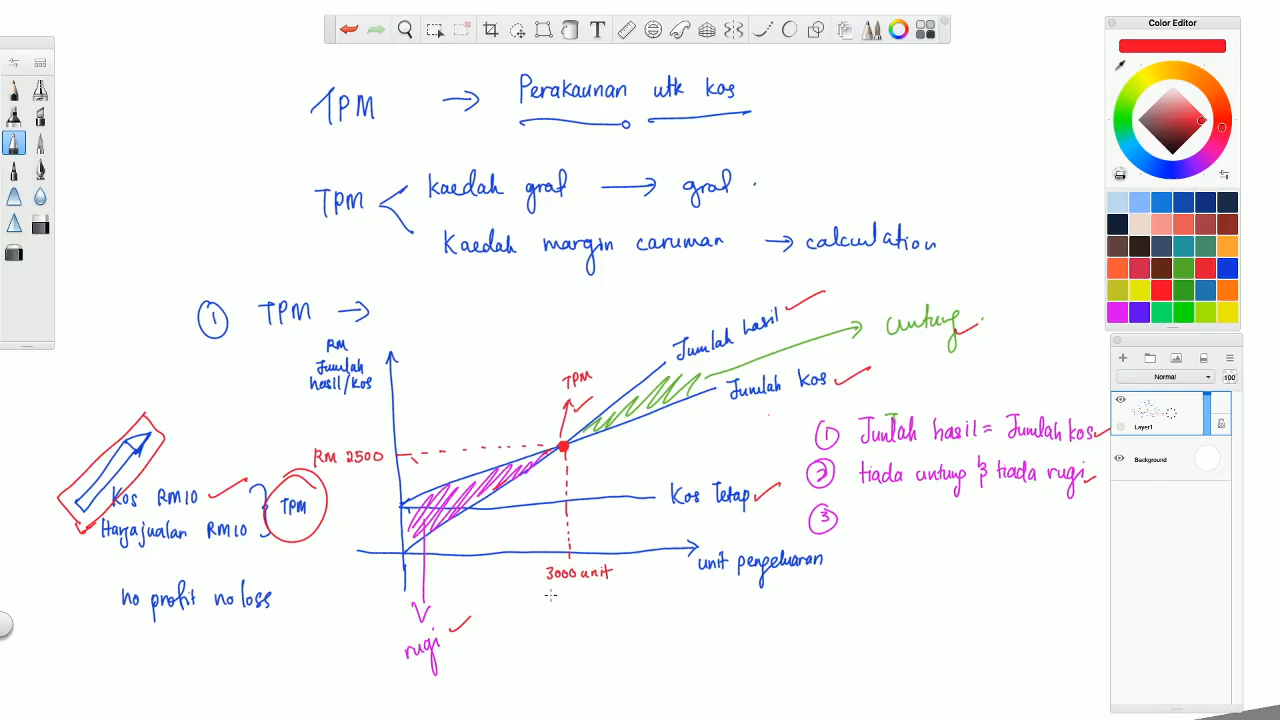 TPM → Perakaunan utk kos
TPM
kaedah graf → graf.
Kaedah margin caruman → calculation
① TPM →
RM
Jumlah
hasil/kos
TPM
Jumlah hasil
untung.
Jumlah kos
RM 2500
Kos tetap
3000 unit
unit pengeluaran
rugi
Kos RM10
Harga jualan RM10
TPM
no profit no loss
① Jumlah hasil = Jumlah kos
② tiada untung & tiada rugi
③
Color Editor
Normal
100
Layer1
Background